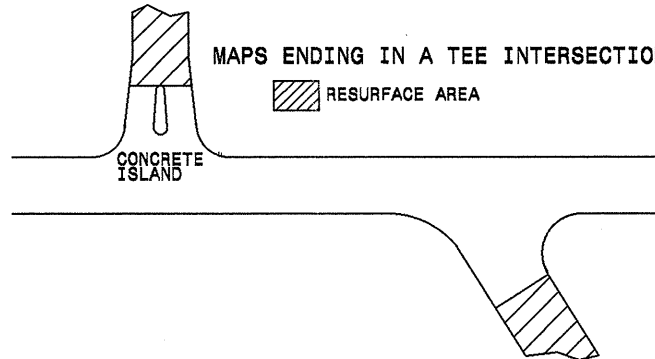 MAPS ENDING IN A TEE INTERSECTIO
RESURFACE AREA
CONCRETE
ISLAND